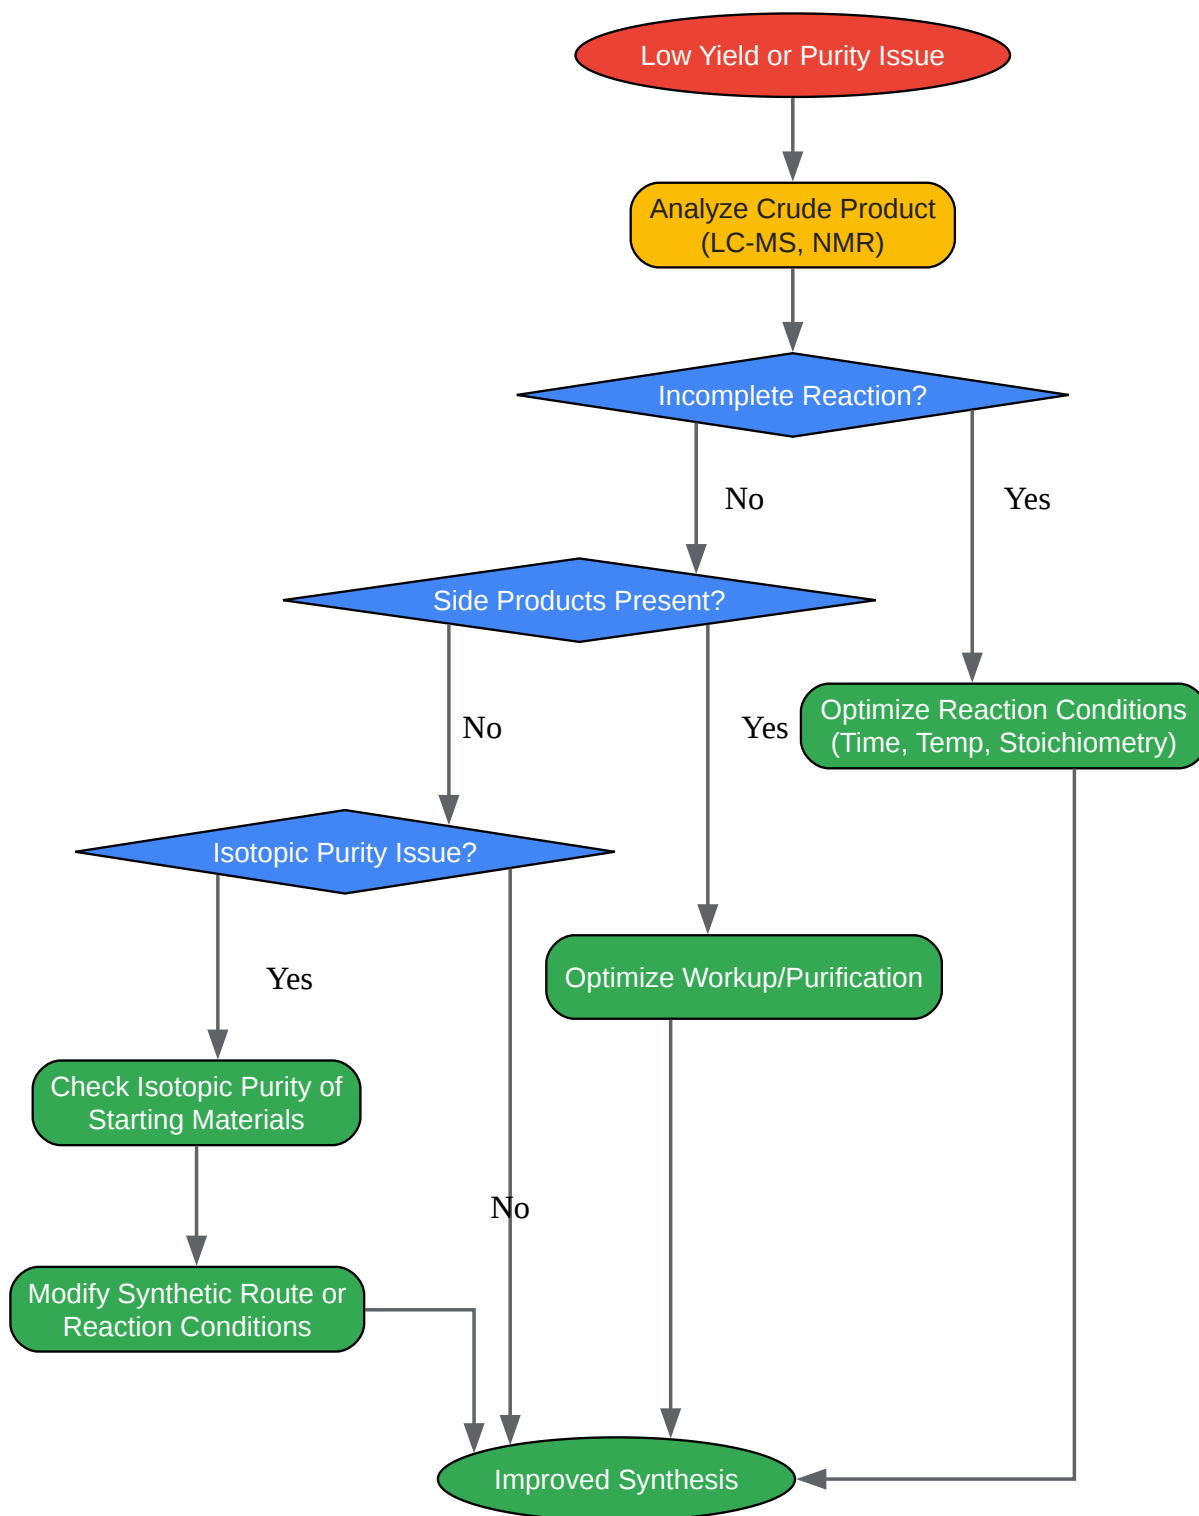 Low Yield or Purity Issue
Analyze Crude Product
(LC-MS, NMR)
Incomplete Reaction?
No
Yes
Side Products Present?
Optimize Reaction Conditions
(Time, Temp, Stoichiometry)
No
Yes
Isotopic Purity Issue?
Yes
Optimize Workup/Purification
Check Isotopic Purity of
Starting Materials
No
Modify Synthetic Route or
Reaction Conditions
Improved Synthesis